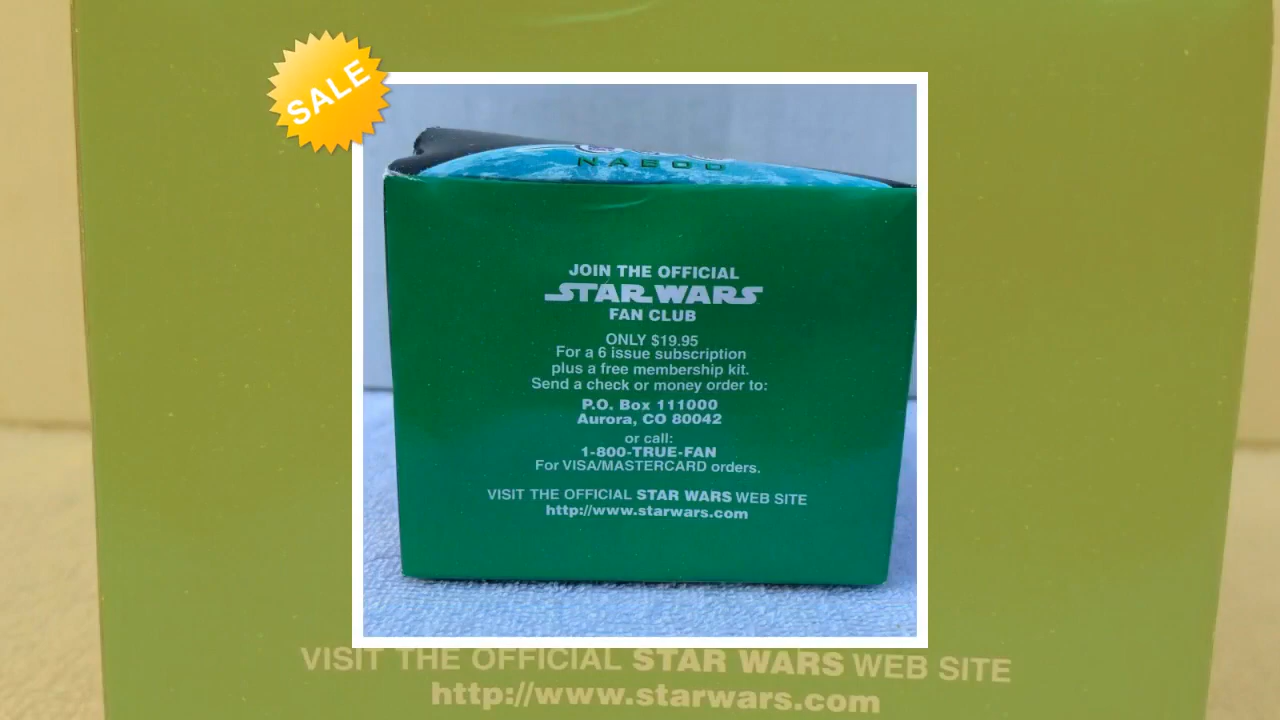 SALE
NABOO
JOIN THE OFFICIAL
STAR WARS
FAN CLUB
ONLY $19.95
For a 6 issue subscription
plus a free membership kit.
Send a check or money order to:
P.O. Box 111000
Aurora, CO 80042
or call:
1-800-TRUE-FAN
For VISA/MASTERCARD orders.
VISIT THE OFFICIAL STAR WARS WEB SITE
http://www.starwars.com
VISIT THE OFFICIAL STAR WARS WEB SITE
http://www.starwars.com